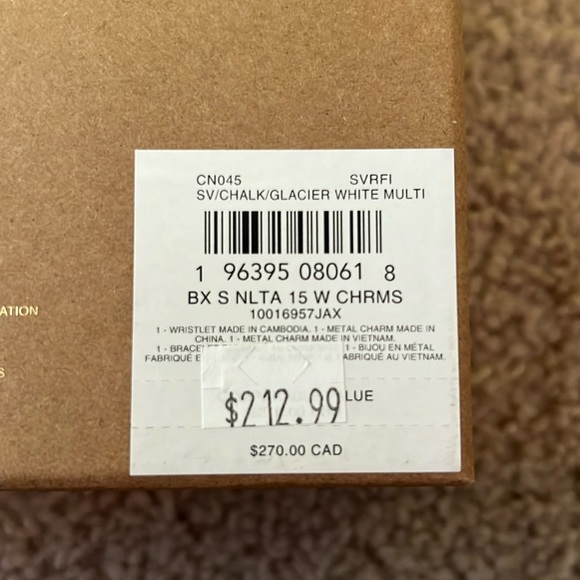 CN045 SVRFI
SV/CHALK/GLACIER WHITE MULTI
1 96395 08061 8
BX S NLTA 15 W CHRMS
10016957JAX
1 - WRISTLET MADE IN CAMBODIA. 1 - METAL CHARM MADE IN
CHINA. 1 - METAL CHARM MADE IN VIETNAM.
1 - 1 - BIJOU EN MÉTAL
FABRIQUÉ FABRIQUÉ AU VIETNAM.
ATION
S
LUE
$212.99
$270.00 CAD